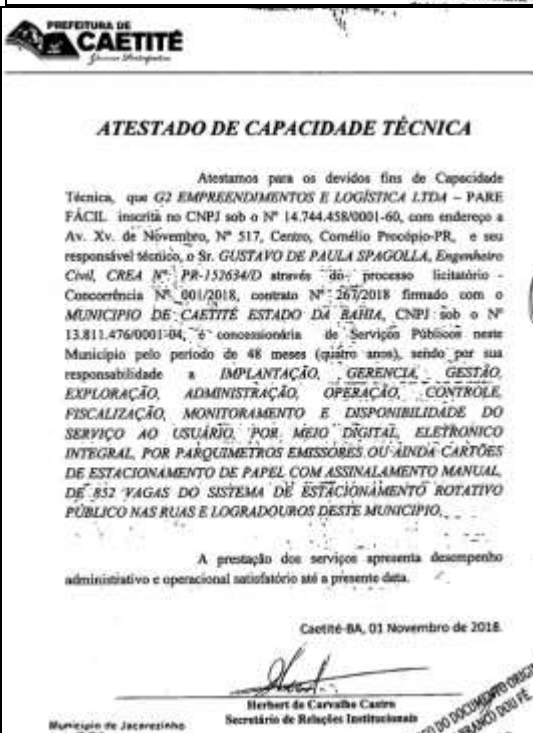 PREFEITURA DE
CAETITÉ
ATESTADO DE CAPACIDADE TÉCNICA
Atestamos para os devidos fins de Capacidade
Técnica, que G2 EMPREENDIMENTOS E LOGÍSTICA LTDA – PARE
FÁCIL inscrita no CNPJ sob o Nº 14.744.458/0001-60, com endereço a
Av. Xv. de Novembro, Nº 517, Centro, Cornélio Procópio-PR, e seu
responsável técnico, o Sr. GUSTAVO DE PAULA SPAGOLLA, Engenheiro
Civil, CREA Nº PR-152634/D através do processo licitatório -
Concorrência Nº 001/2018, contrato Nº 267/2018 firmado com o
MUNICIPIO DE CAETITÉ ESTADO DA BAHIA, CNPJ sob o Nº
13.811.476/0001-04, é concessionária de Serviços Públicos neste
Município pelo período de 48 meses (quatro anos), sendo por sua
responsabilidade a IMPLANTAÇÃO, GERENCIA, GESTÃO,
EXPLORAÇÃO, ADMINISTRAÇÃO, OPERAÇÃO, CONTROLE,
FISCALIZAÇÃO, MONITORAMENTO E DISPONIBILIDADE DO
SERVIÇO AO USUÁRIO, POR MEIO DIGITAL, ELETRONICO
INTEGRAL, POR PARQUIMETROS EMISSORES OU AINDA CARTÕES
DE ESTACIONAMENTO DE PAPEL COM ASSINALAMENTO MANUAL,
DE 852 VAGAS DO SISTEMA DE ESTACIONAMENTO ROTATIVO
PÚBLICO NAS RUAS E LOGRADOUROS DESTE MUNICIPIO.
A prestação dos serviços apresenta desempenho
administrativo e operacional satisfatório até a presente data.
Caetité-BA, 01 Novembro de 2018.
Herbert de Carvalho Castro
Secretário de Relações Institucionais
Município de Jacarezinho
DO DOCUMENTO ORIGI
DOU FÉ